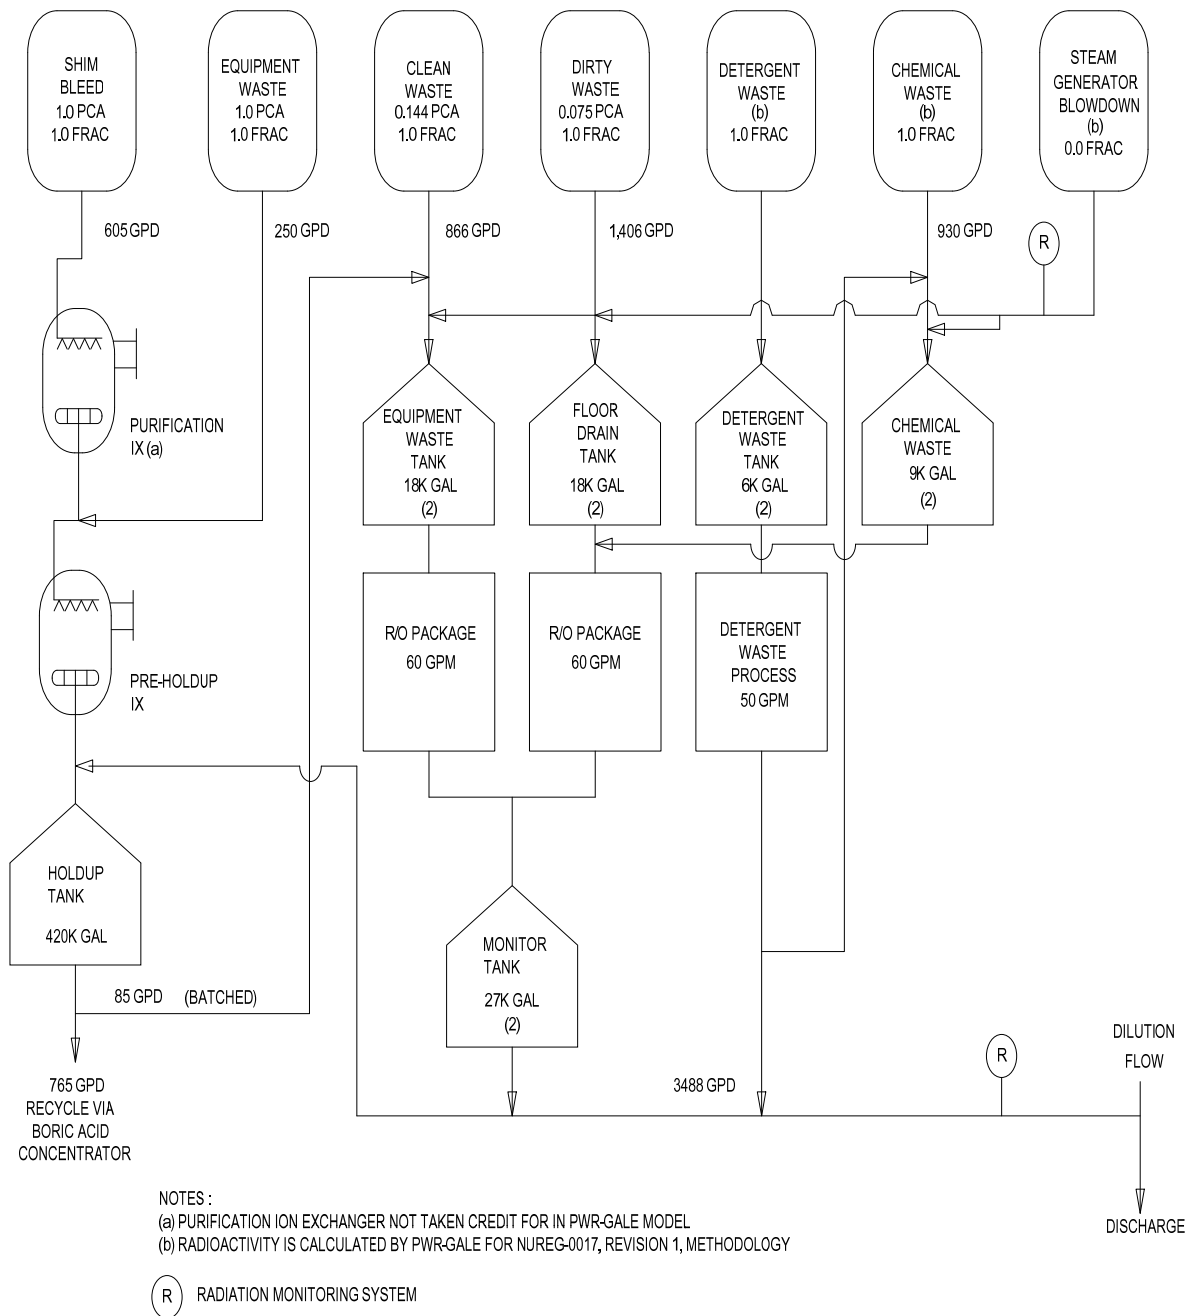 SHIM
BLEED
1.0 PCA
1.0 FRAC
EQUIPMENT
WASTE
1.0 PCA
1.0 FRAC
CLEAN
WASTE
0.144 PCA
1.0 FRAC
DIRTY
WASTE
0.075 PCA
1.0 FRAC
DETERGENT
WASTE
(b)
1.0 FRAC
CHEMICAL
WASTE
(b)
1.0 FRAC
STEAM
GENERATOR
BLOWDOWN
(b)
0.0 FRAC
605 GPD
250 GPD
866 GPD
1,406 GPD
930 GPD
R
PURIFICATION
IX (a)
EQUIPMENT
WASTE
TANK
18K GAL
(2)
FLOOR
DRAIN
TANK
18K GAL
(2)
DETERGENT
WASTE
TANK
6K GAL
(2)
CHEMICAL
WASTE
9K GAL
(2)
PRE-HOLDUP
IX
R/O PACKAGE
60 GPM
R/O PACKAGE
60 GPM
DETERGENT
WASTE
PROCESS
50 GPM
HOLDUP
TANK
420K GAL
MONITOR
TANK
27K GAL
(2)
85 GPD (BATCHED)
765 GPD
RECYCLE VIA
BORIC ACID
CONCENTRATOR
3488 GPD
R
DILUTION
FLOW
DISCHARGE
NOTES :
(a) PURIFICATION ION EXCHANGER NOT TAKEN CREDIT FOR IN PWR-GALE MODEL
(b) RADIOACTIVITY IS CALCULATED BY PWR-GALE FOR NUREG-0017, REVISION 1, METHODOLOGY
R RADIATION MONITORING SYSTEM